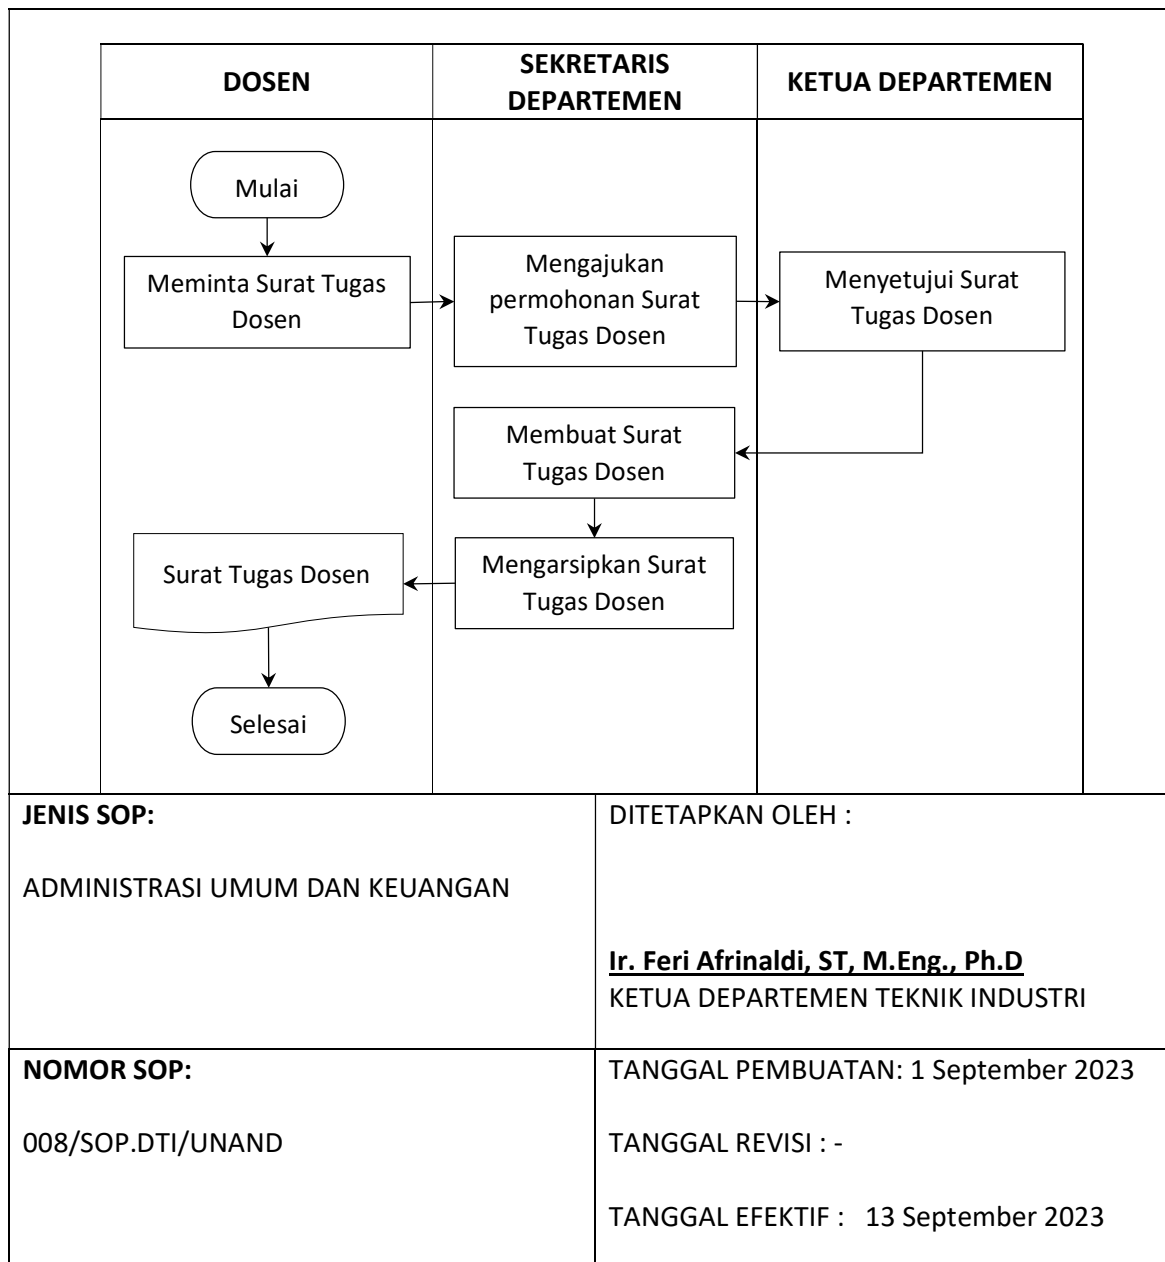 DOSEN
SEKRETARIS
DEPARTEMEN
KETUA DEPARTEMEN
Mulai
Meminta Surat Tugas
Dosen
Mengajukan
permohonan Surat
Tugas Dosen
Menyetujui Surat
Tugas Dosen
Membuat Surat
Tugas Dosen
Mengarsipkan Surat
Tugas Dosen
Surat Tugas Dosen
Selesai
JENIS SOP:
ADMINISTRASI UMUM DAN KEUANGAN
DITETAPKAN OLEH :
Ir. Feri Afrinaldi, ST, M.Eng., Ph.D
KETUA DEPARTEMEN TEKNIK INDUSTRI
NOMOR SOP:
008/SOP.DTI/UNAND
TANGGAL PEMBUATAN: 1 September 2023
TANGGAL REVISI : -
TANGGAL EFEKTIF : 13 September 2023